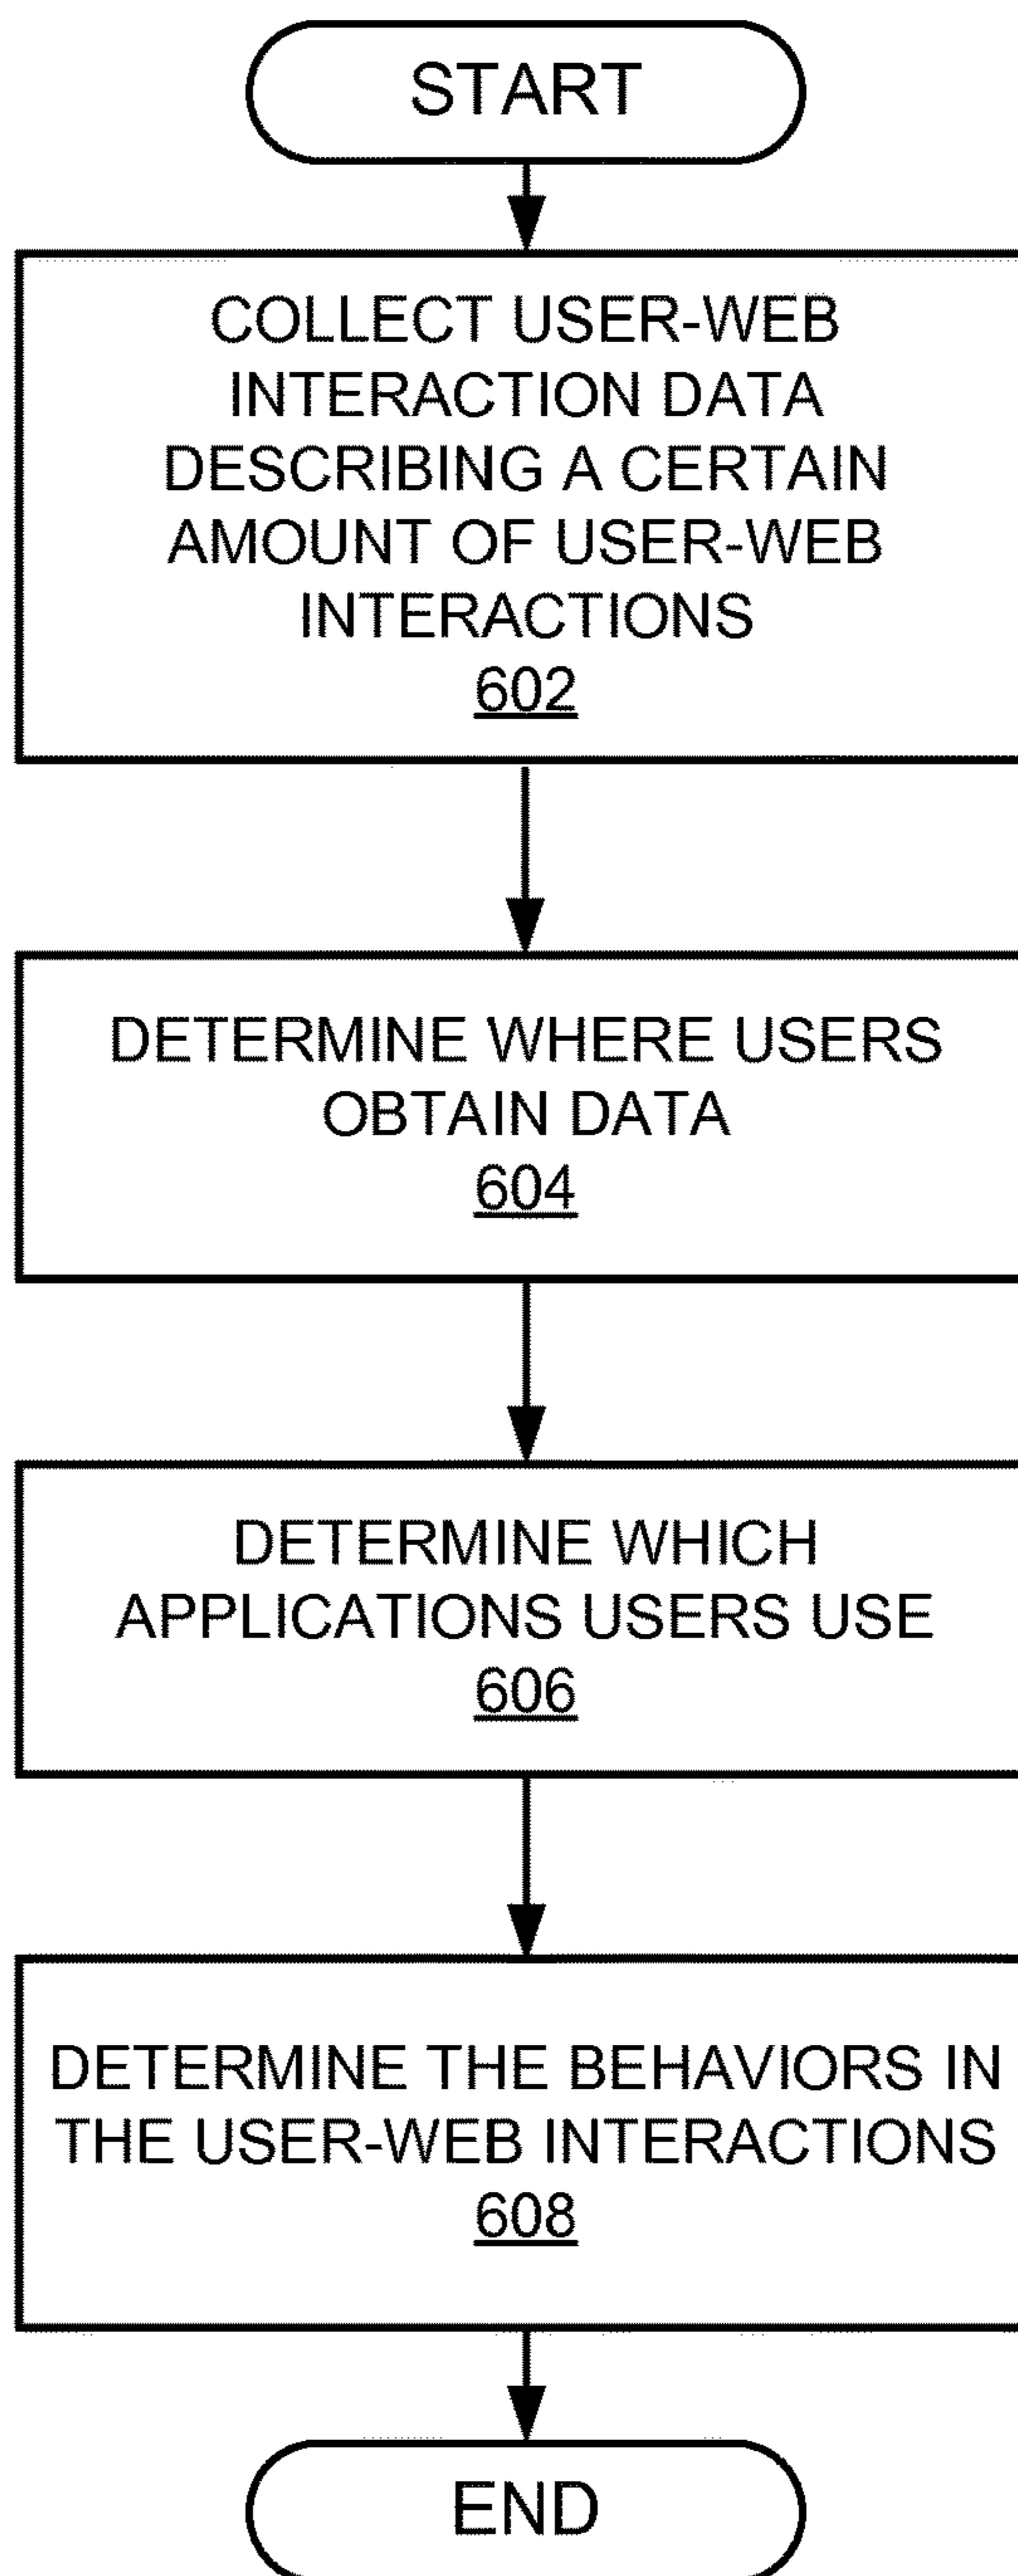 START
COLLECT USER-WEB
INTERACTION DATA
DESCRIBING A CERTAIN
AMOUNT OF USER-WEB
INTERACTIONS
602
DETERMINE WHERE USERS
OBTAIN DATA
604
DETERMINE WHICH
APPLICATIONS USERS USE
606
DETERMINE THE BEHAVIORS IN
THE USER-WEB INTERACTIONS
608
END